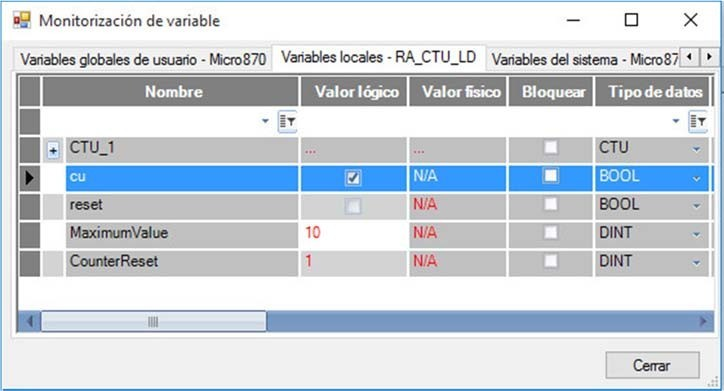 Monitorización de variable
Variables globales de usuario - Micro870 Variables locales - RA_CTU_LD Variables del sistema - Micro87
Nombre Valor lógico Valor físico Bloquear Tipo de datos
CTU_1 ... ... CTU
cu N/A BOOL
reset N/A BOOL
MaximumValue 10 N/A DINT
CounterReset 1 N/A DINT
Cerrar